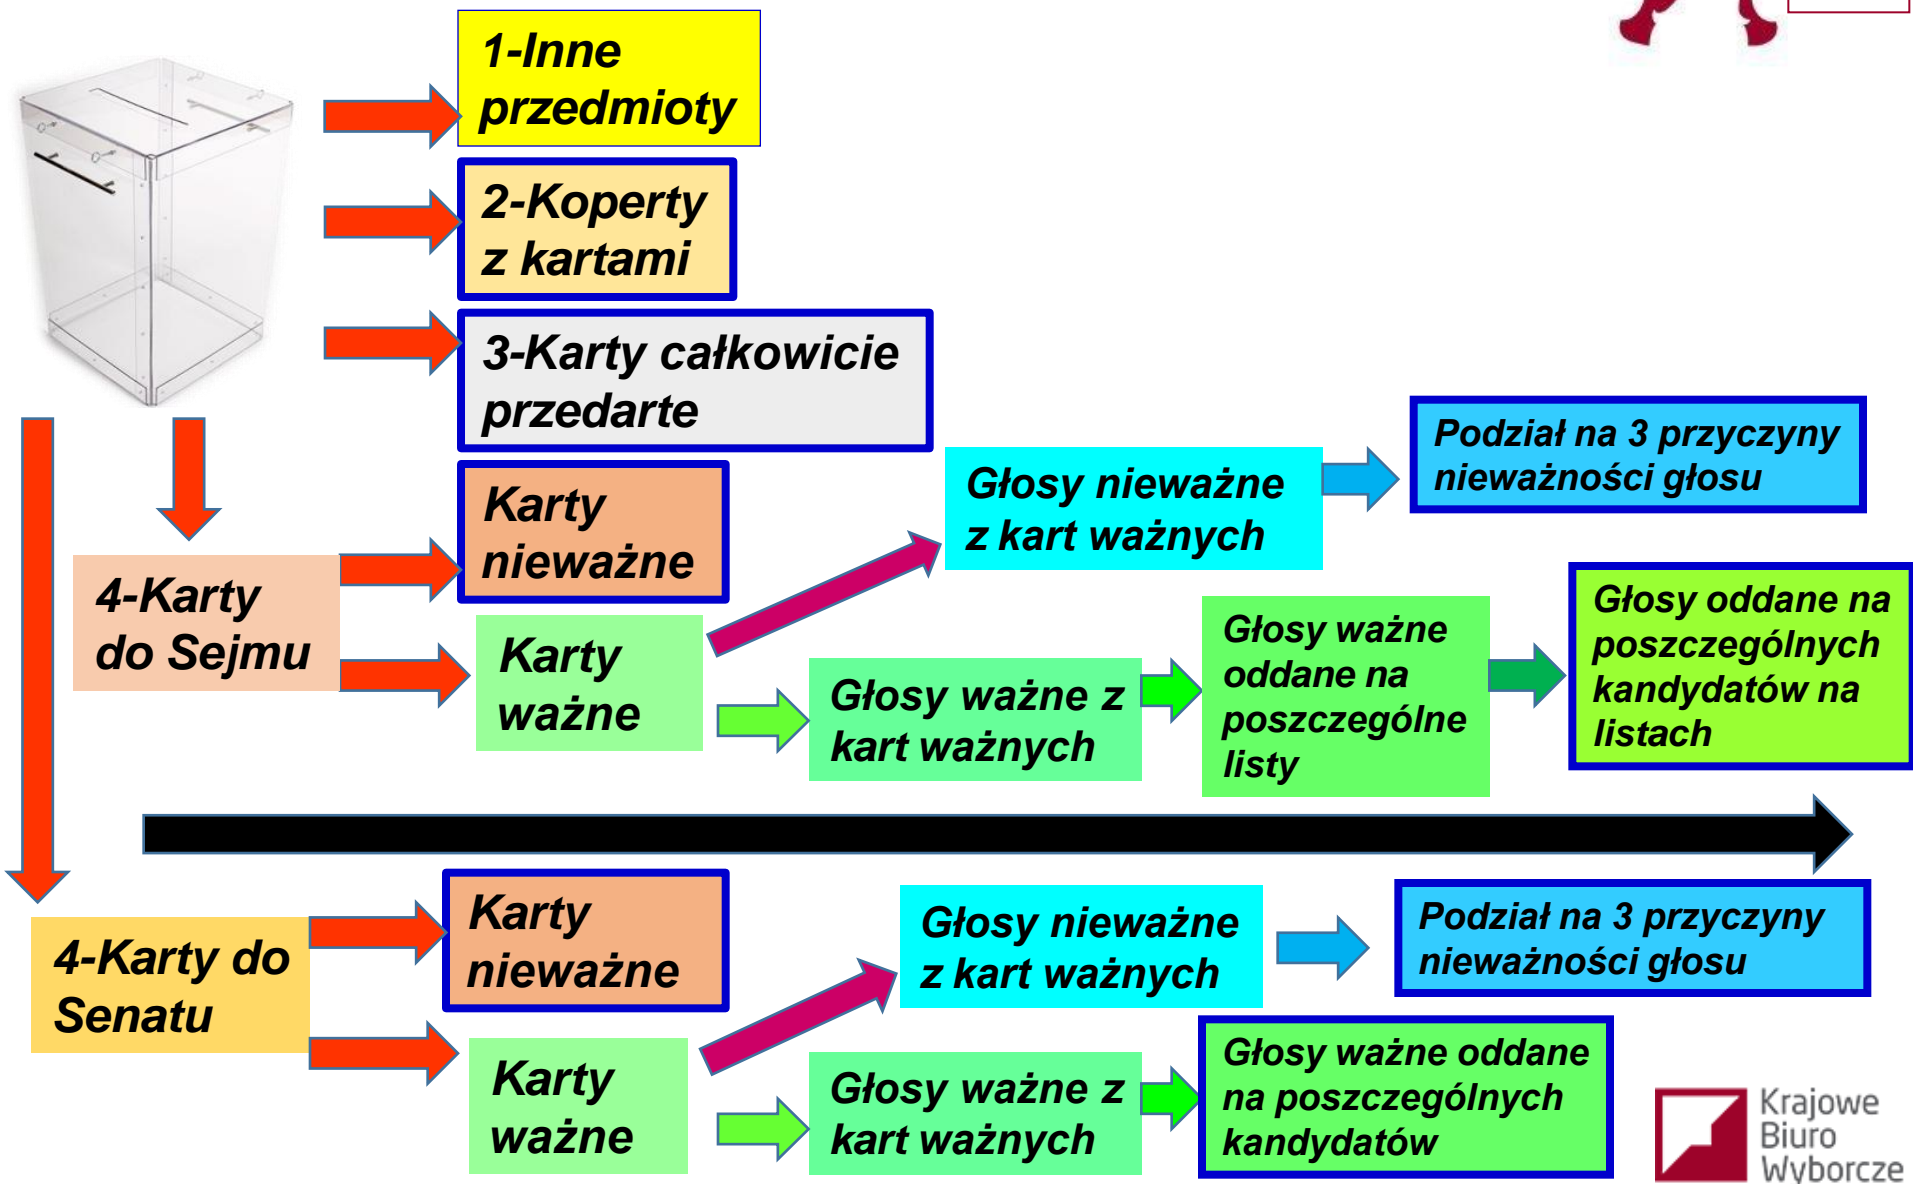 1-Inne
przedmioty
2-Koperty
z kartami
3-Karty całkowicie
przedarte
Karty
nieważne
Głosy nieważne
z kart ważnych
Podział na 3 przyczyny
nieważności głosu
4-Karty
do Sejmu
Karty
ważne
Głosy ważne z
kart ważnych
Głosy ważne
oddane na
poszczególne
listy
Głosy oddane na
poszczególnych
kandydatów na
listach
4-Karty do
Senatu
Karty
nieważne
Głosy nieważne
z kart ważnych
Podział na 3 przyczyny
nieważności głosu
Karty
ważne
Głosy ważne z
kart ważnych
Głosy ważne oddane
na poszczególnych
kandydatów
Krajowe
Biuro
Wyborcze